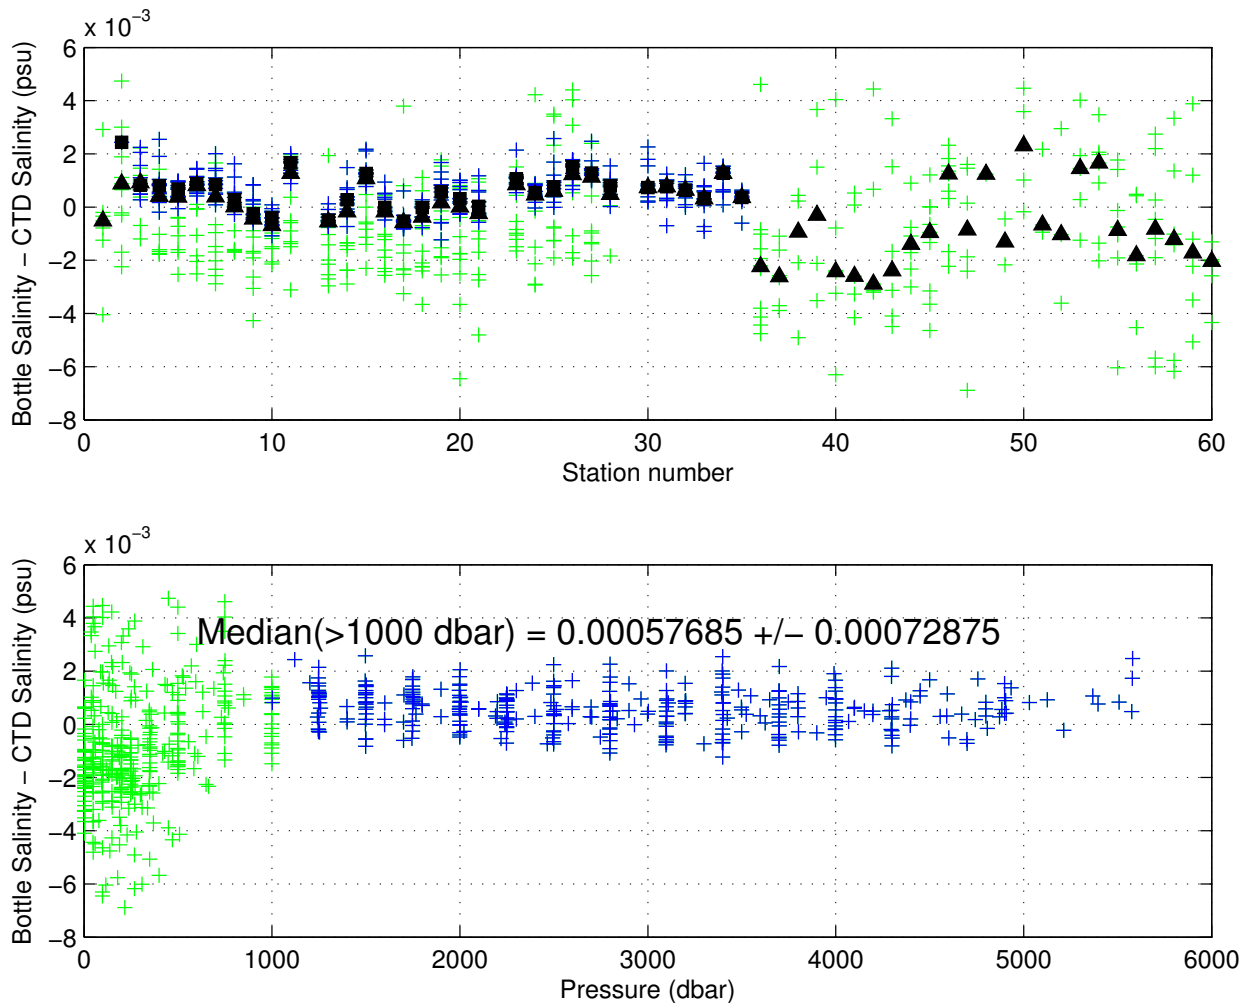 x 10−3
6
4
2
0
−2
−4
−6
−8
Bottle Salinity − CTD Salinity (psu)
0 10 20 30 40 50 60
Station number
x 10−3
6
4
2
0
−2
−4
−6
−8
Bottle Salinity − CTD Salinity (psu)
Median(>1000 dbar) = 0.00057685 +/− 0.00072875
0 1000 2000 3000 4000 5000 6000
Pressure (dbar)